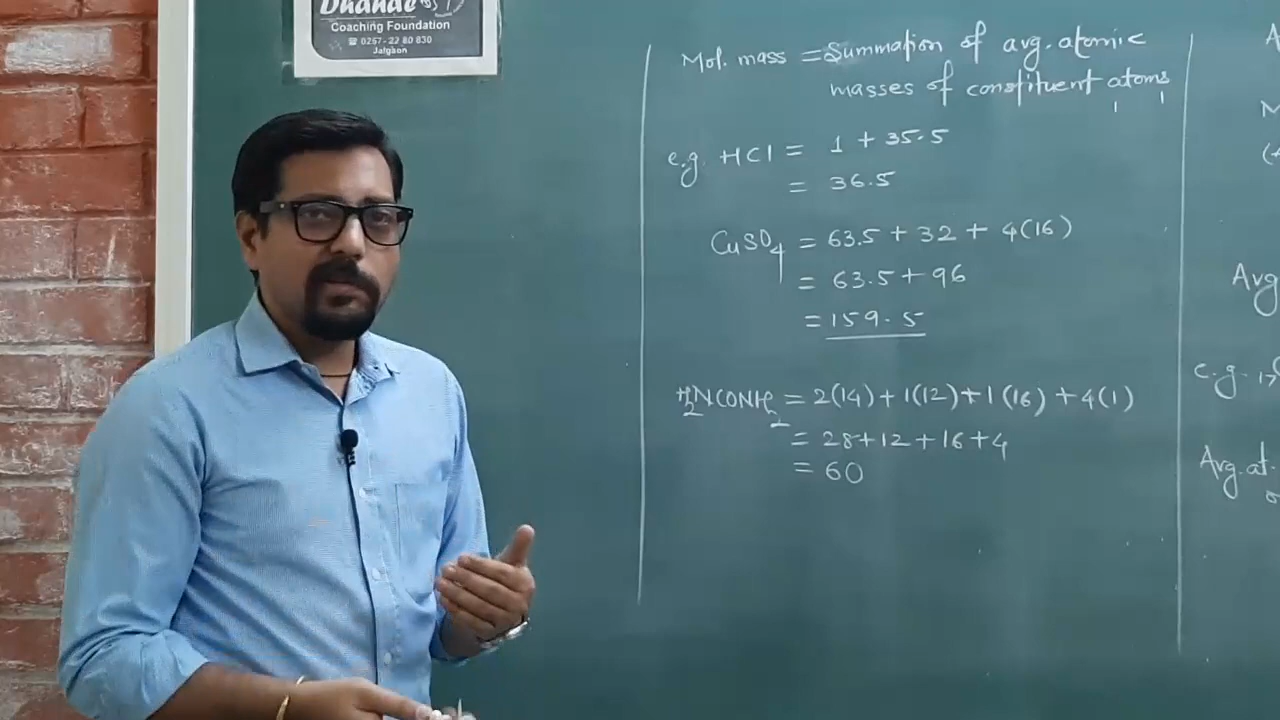 Dhande's
Coaching Foundation
☎ 0257-22 80 830
Jalgaon
Mol. mass = Summation of avg. atomic
masses of constituent atoms
e.g. HCl = 1 + 35.5
= 36.5
CuSO4 = 63.5 + 32 + 4(16)
= 63.5 + 96
= 159.5
H2NCONH2 = 2(14) + 1(12) + 1(16) + 4(1)
= 28+12+16+4
= 60
Avg
e.g. 17
Avg. at.